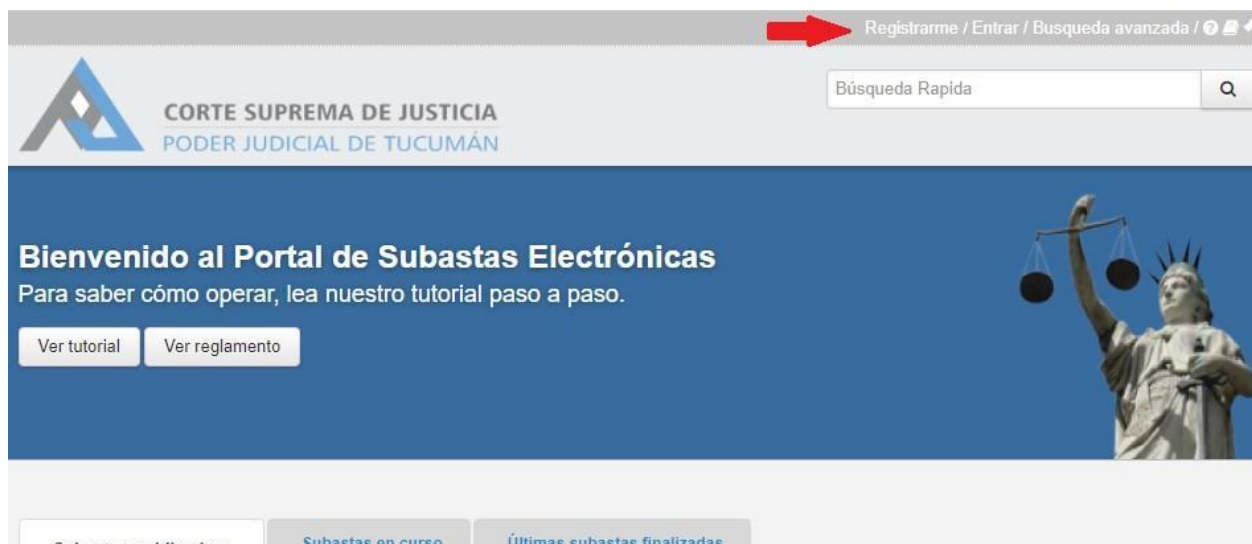 Registrarme / Entrar / Busqueda avanzada /
Búsqueda Rapida
CORTE SUPREMA DE JUSTICIA
PODER JUDICIAL DE TUCUMÁN
Bienvenido al Portal de Subastas Electrónicas
Para saber cómo operar, lea nuestro tutorial paso a paso.
Ver tutorial Ver reglamento
Subastas en curso Últimas subastas finalizadas